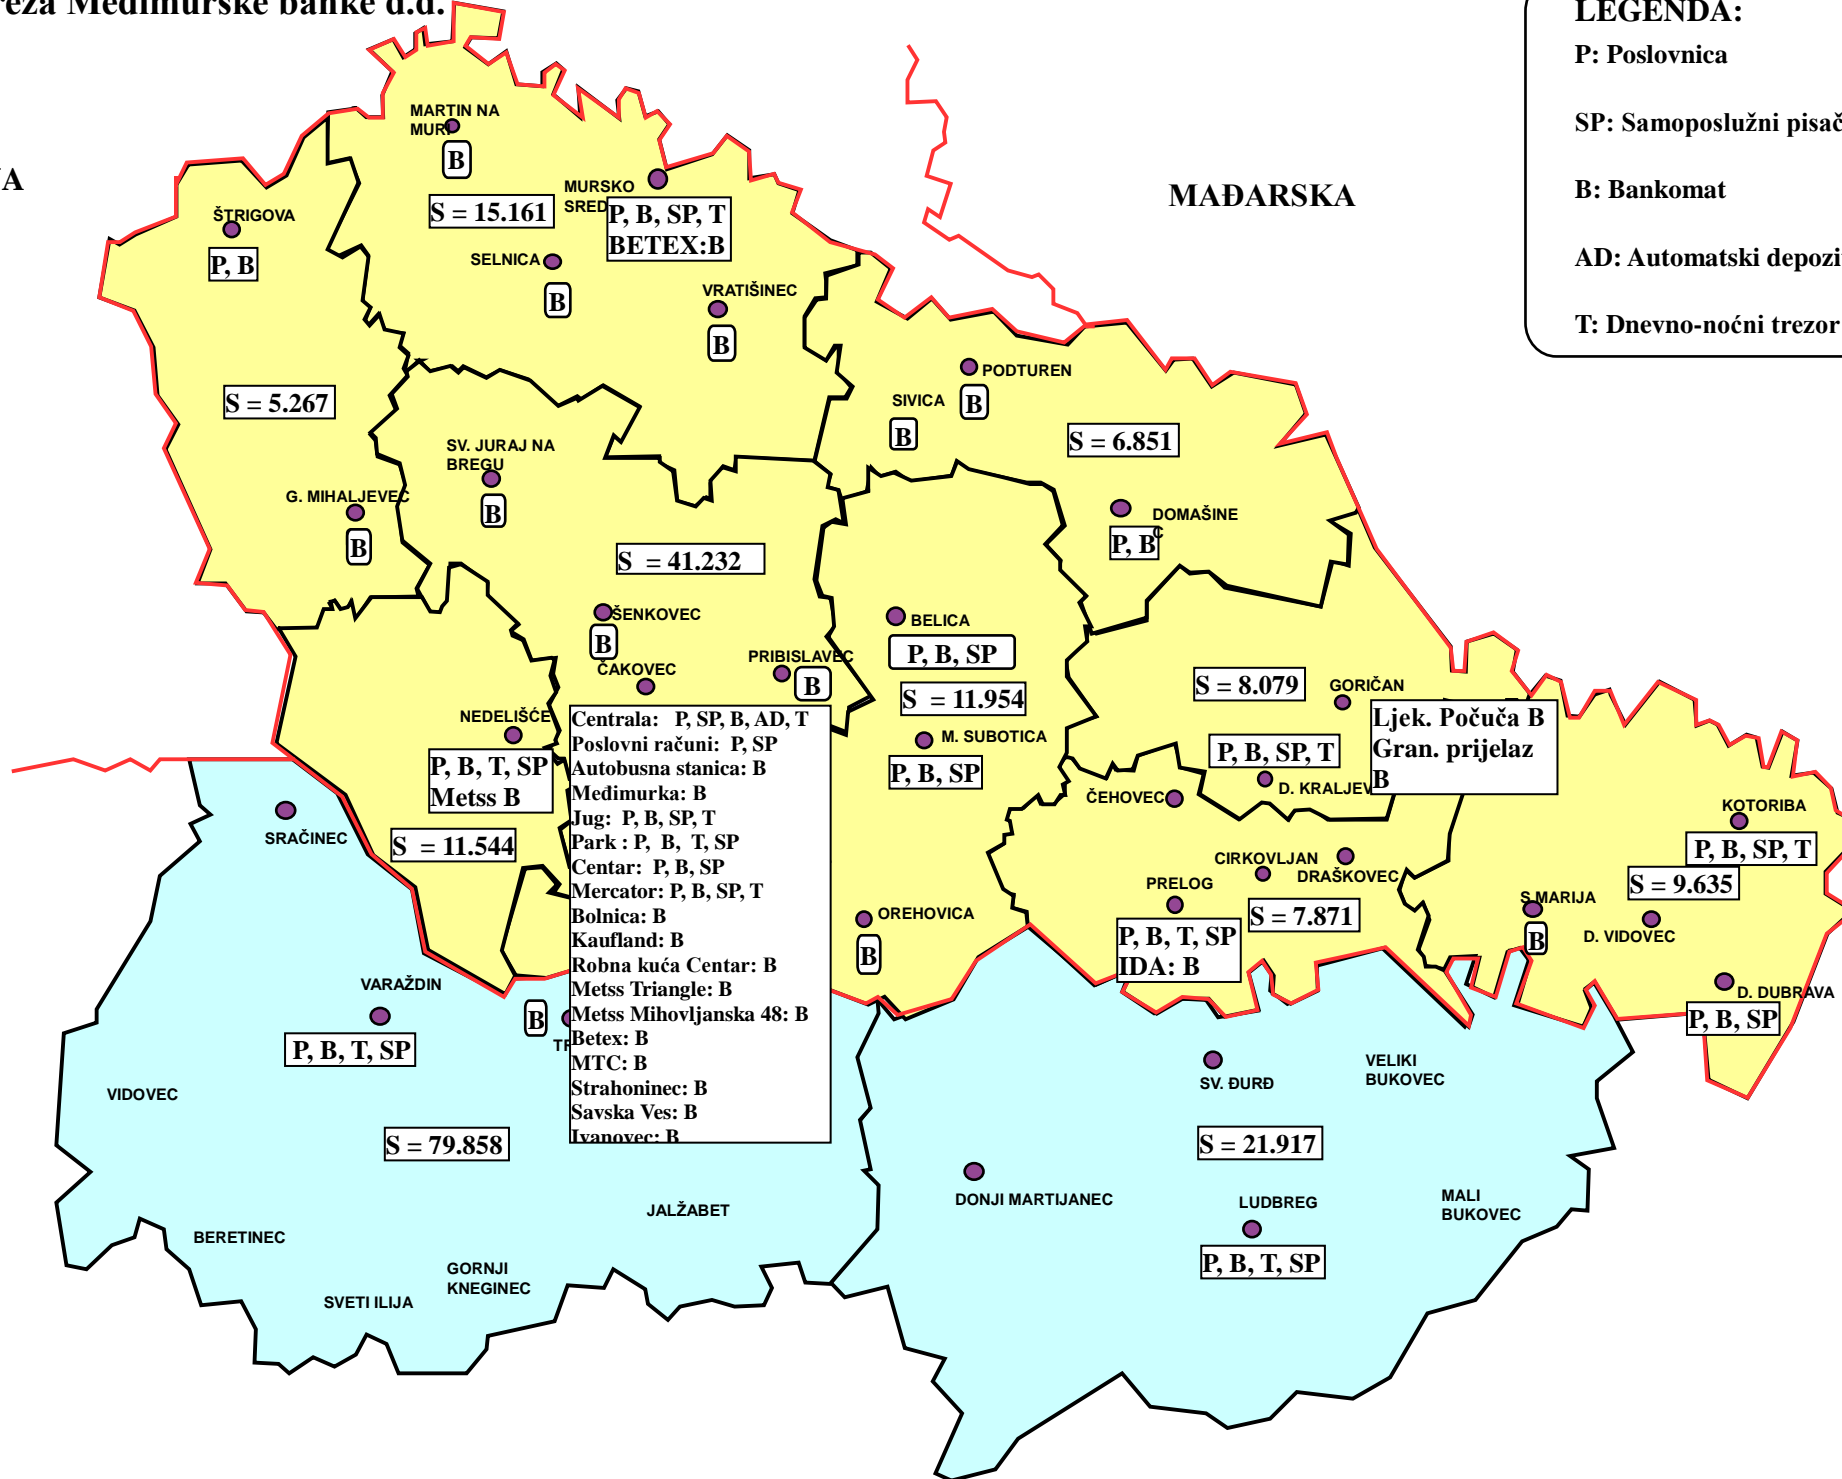 reza Međimurske banke d.d.
LEGENDA:
P: Poslovnica
SP: Samoposlužni pisač
B: Bankomat
AD: Automatski depozi
T: Dnevno-noćni trezor
A
MAĐARSKA
MARTIN NA
MURI
B
S = 15.161
MURSKO
SRED
P, B, SP, T
BETEX:B
ŠTRIGOVA
P, B
SELNICA
B
VRATIŠINEC
B
S = 5.267
PODTUREN
B
SIVICA
B
S = 6.851
SV. JURAJ NA
BREGU
B
G. MIHALJEVEC
B
DOMAŠINE
C
P, B
S = 41.232
ŠENKOVEC
B
ČAKOVEC
PRIBISLAVEC
B
BELICA
P, B, SP
S = 11.954
M. SUBOTICA
P, B, SP
S = 8.079
GORIČAN
Ljek. Počuča B
Gran. prijelaz
B
P, B, SP, T
D. KRALJEV
ČEHOVEC
NEDELIŠĆE
P, B, T, SP
Metss B
S = 11.544
Centrala: P, SP, B, AD, T
Poslovni računi: P, SP
Autobusna stanica: B
Međimurka: B
Jug: P, B, SP, T
Park : P, B, T, SP
Centar: P, B, SP
Mercator: P, B, SP, T
Bolnica: B
Kaufland: B
Robna kuća Centar: B
Metss Triangle: B
Metss Mihovljanska 48: B
Betex: B
MTC: B
Strahoninec: B
Savska Ves: B
Ivanovec: B
SRAČINEC
KOTORIBA
P, B, SP, T
S = 9.635
CIRKOVLJAN
DRAŠKOVEC
PRELOG
S = 7.871
P, B, T, SP
IDA: B
S.MARIJA
B
D. VIDOVEC
OREHOVICA
B
D. DUBRAVA
P, B, SP
VARAŽDIN
P, B, T, SP
B
TR
VIDOVEC
S = 79.858
SV. ĐURĐ
VELIKI
BUKOVEC
S = 21.917
DONJI MARTIJANEC
LUDBREG
P, B, T, SP
MALI
BUKOVEC
JALŽABET
BERETINEC
GORNJI
KNEGINEC
SVETI ILIJA